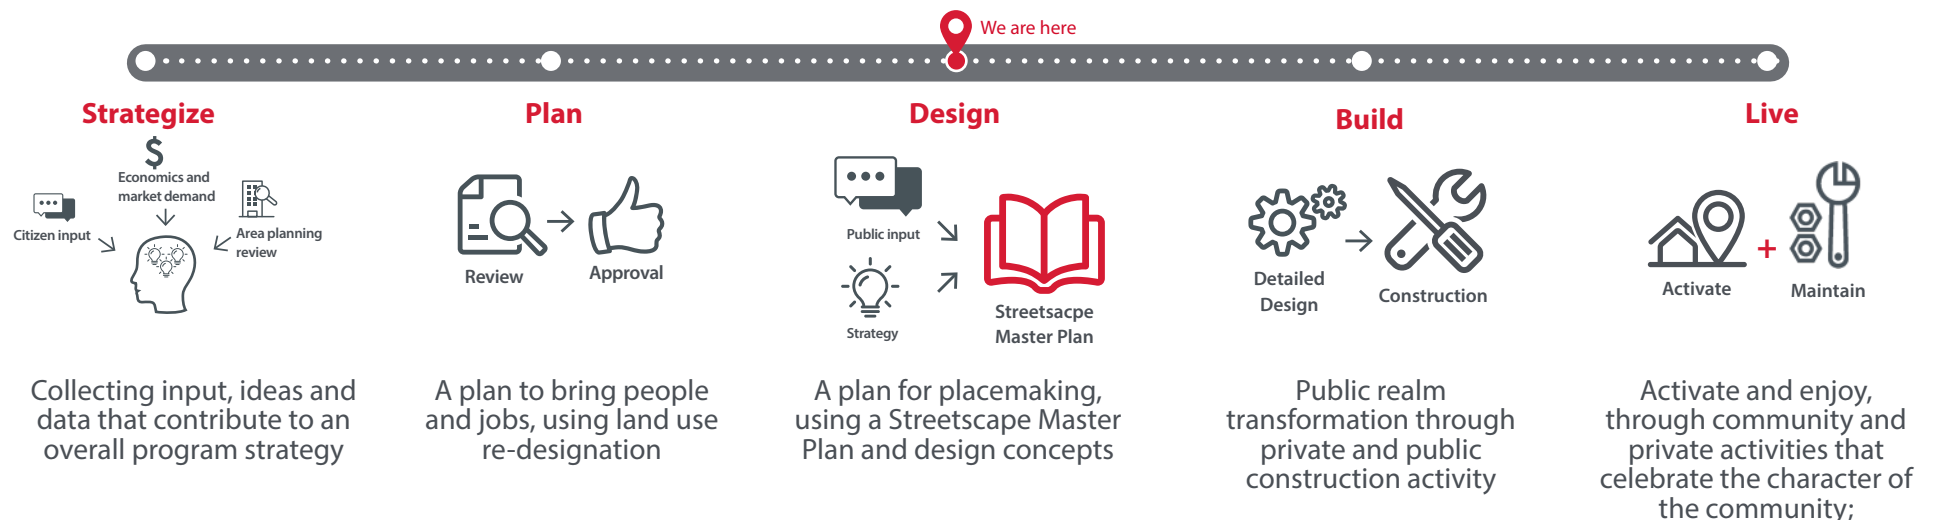 We are here
Strategize
$
Economics and
market demand
Citizen input
Area planning
review
Collecting input, ideas and
data that contribute to an
overall program strategy
Plan
Review
Approval
A plan to bring people
and jobs, using land use
re-designation
Design
Public input
Strategy
Streetsacpe
Master Plan
A plan for placemaking,
using a Streetscape Master
Plan and design concepts
Build
Detailed
Design
Construction
Public realm
transformation through
private and public
construction activity
Live
Activate
+
Maintain
Activate and enjoy,
through community and
private activities that
celebrate the character of
the community;